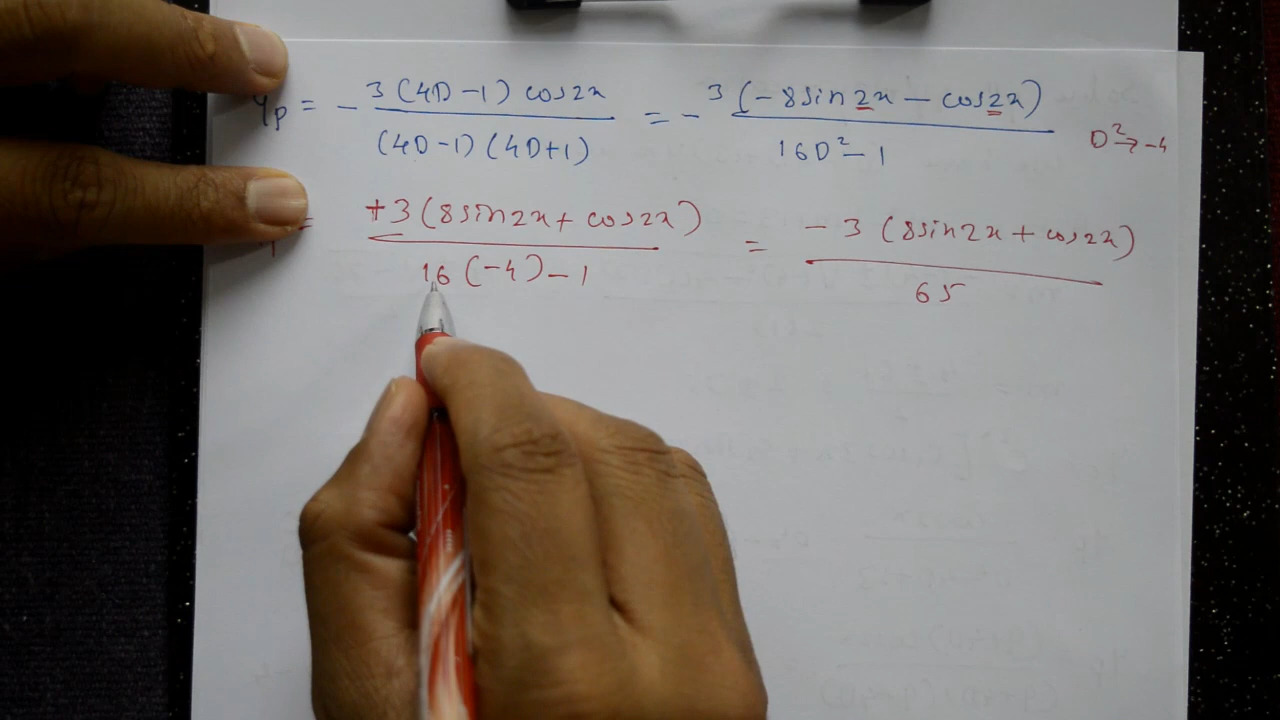 yp = - 3(4D-1) cos2x / (4D-1)(4D+1) = - 3(-8sin2x - cos2x) / 16D² - 1 D² → -4
= +3(8sin2x + cos2x) / 16(-4) - 1 = - 3(8sin2x + cos2x) / 65